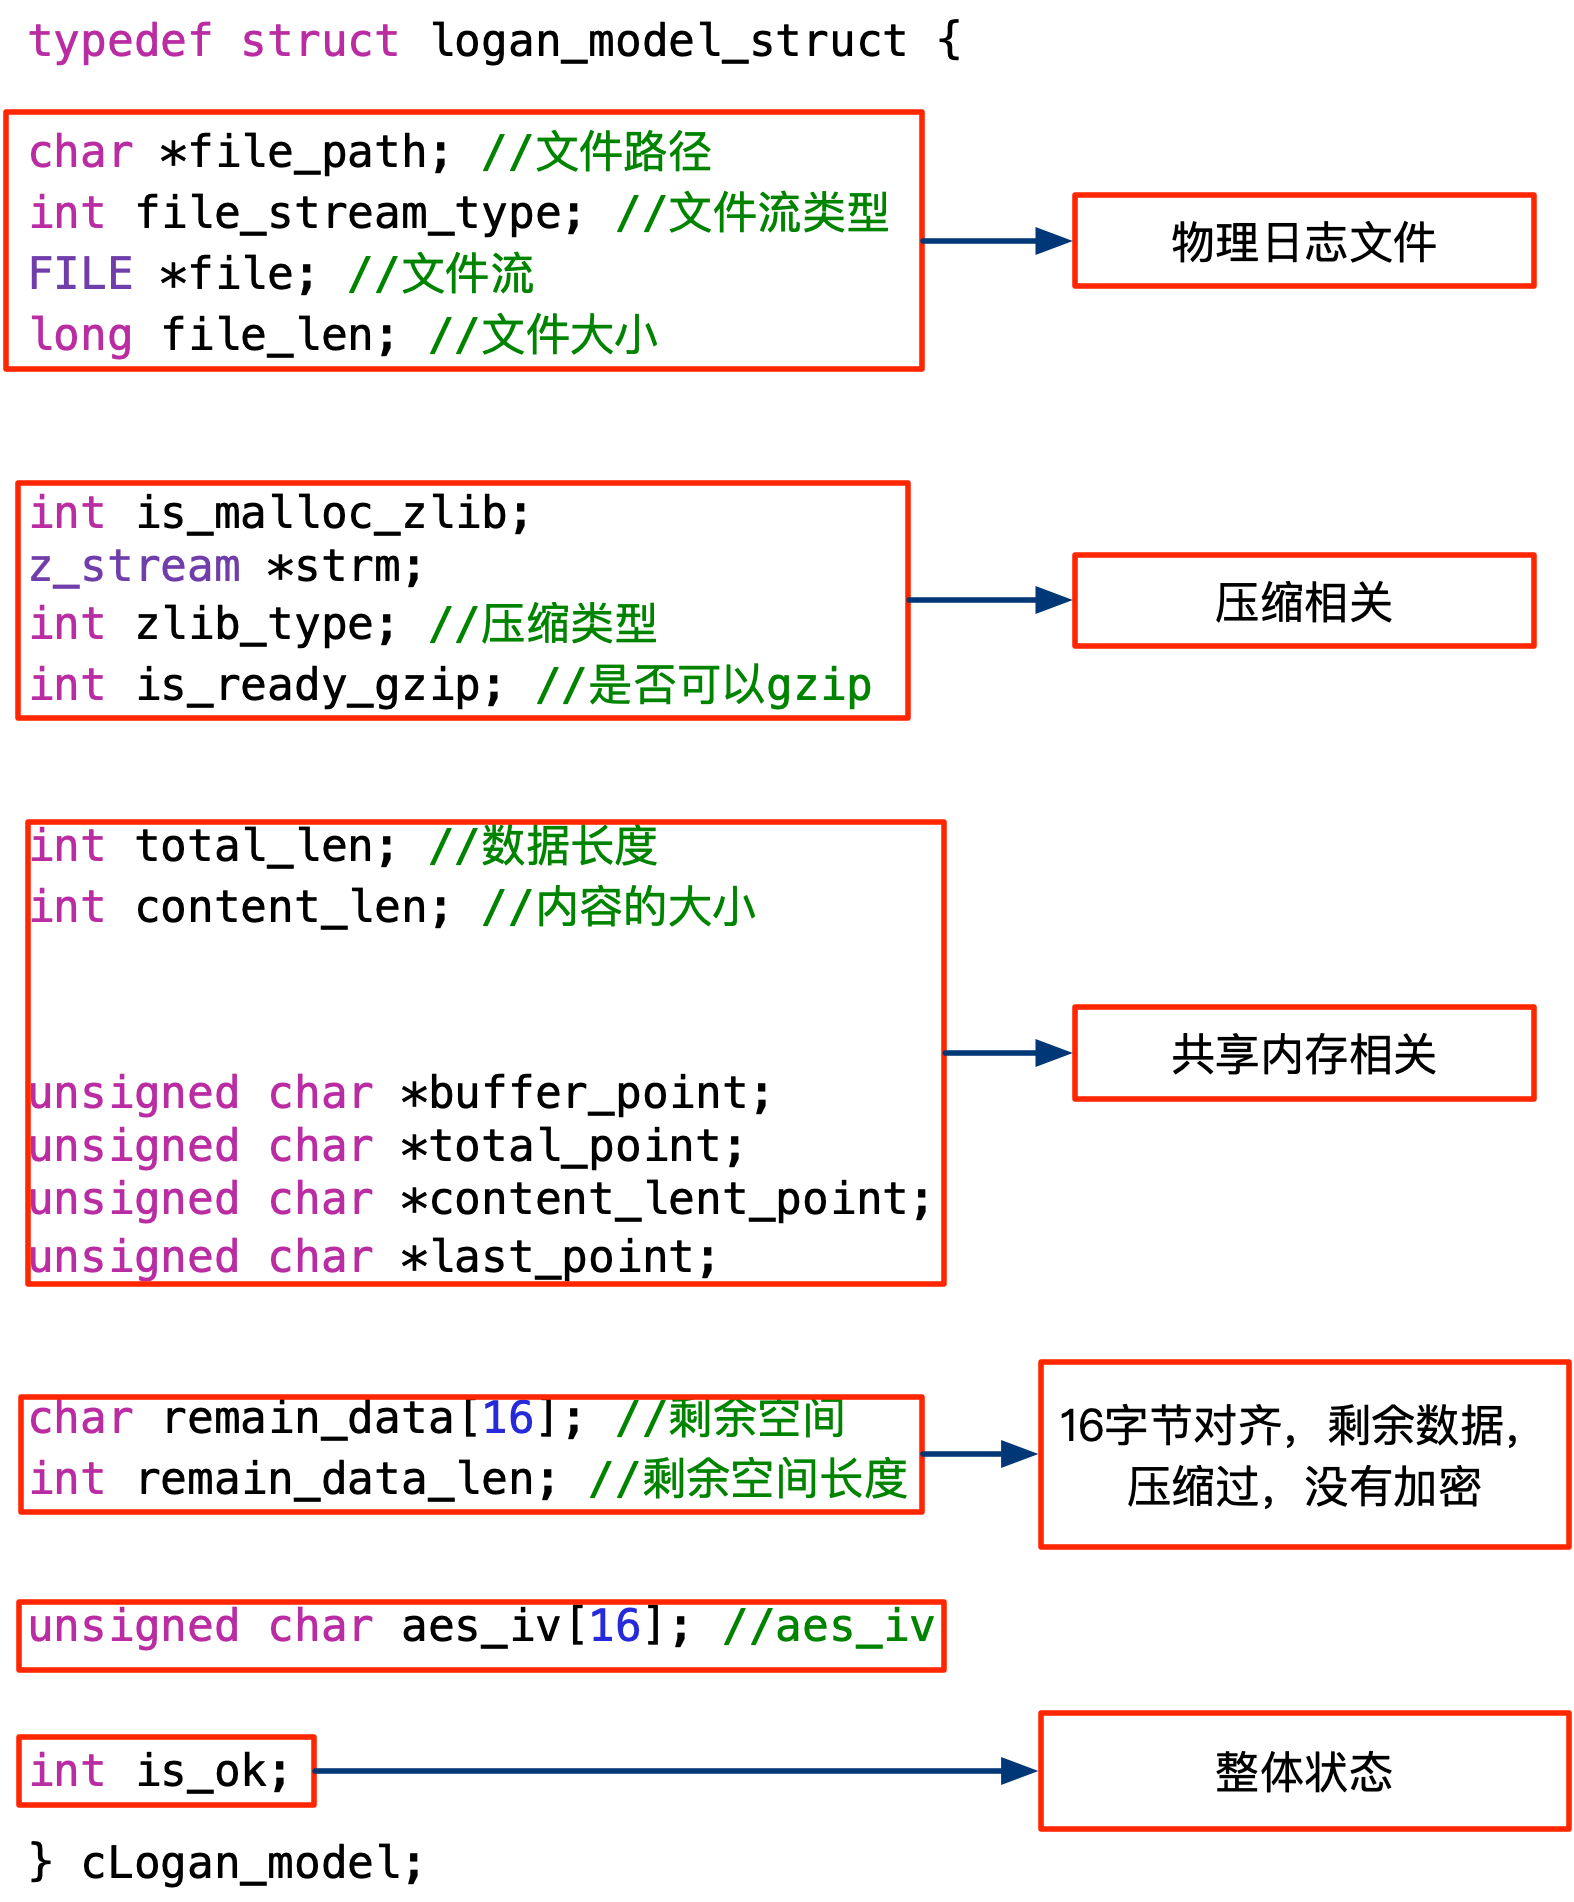 typedef struct logan_model_struct {
char *file_path; //文件路径
int file_stream_type; //文件流类型
FILE *file; //文件流
long file_len; //文件大小
物理日志文件
int is_malloc_zlib;
z_stream *strm;
int zlib_type; //压缩类型
int is_ready_gzip; //是否可以gzip
压缩相关
int total_len; //数据长度
int content_len; //内容的大小
unsigned char *buffer_point;
unsigned char *total_point;
unsigned char *content_lent_point;
unsigned char *last_point;
共享内存相关
char remain_data[16]; //剩余空间
int remain_data_len; //剩余空间长度
16字节对齐，剩余数据，
压缩过，没有加密
unsigned char aes_iv[16]; //aes_iv
int is_ok;
整体状态
} cLogan_model;